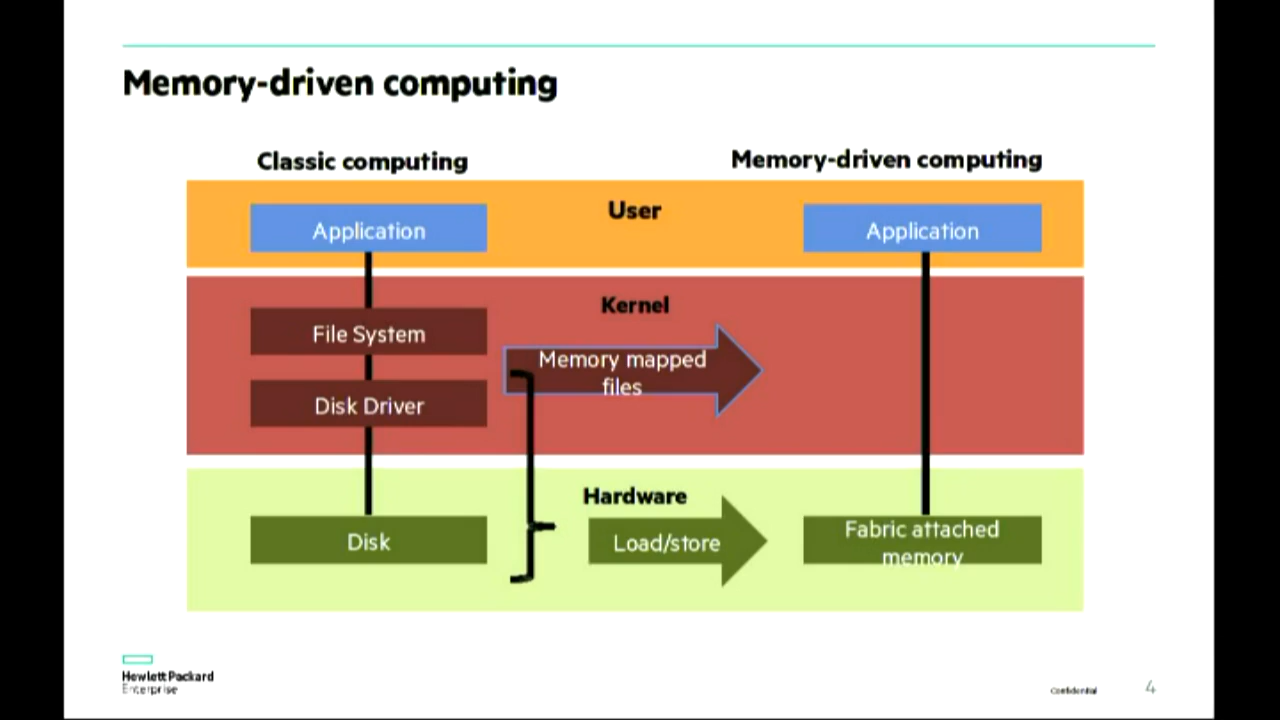 Memory-driven computing
Classic computing
Memory-driven computing
User
Application
Application
Kernel
File System
Memory mapped
files
Disk Driver
Hardware
Disk
Load/store
Fabric attached
memory
Hewlett Packard
Enterprise
Confidential
4